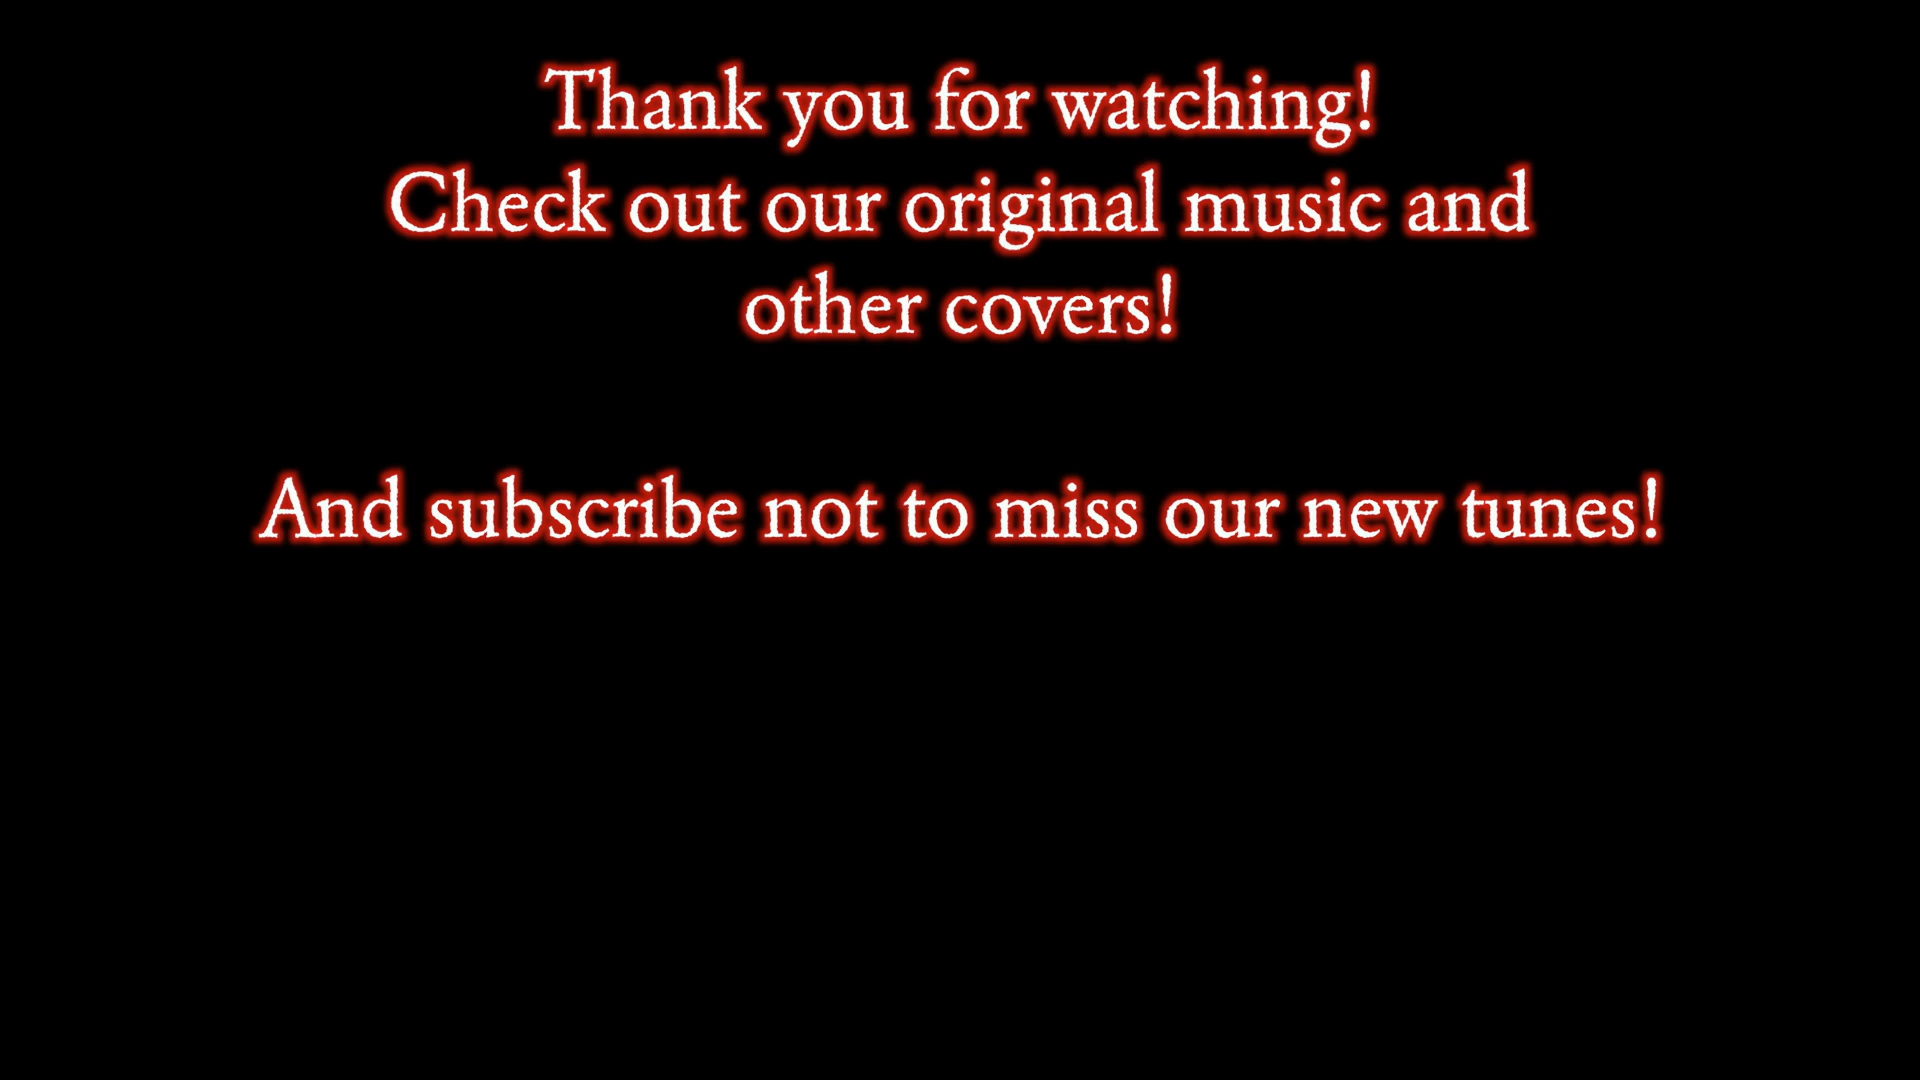 Thank you for watching!
Check out our original music and
other covers!
And subscribe not to miss our new tunes!